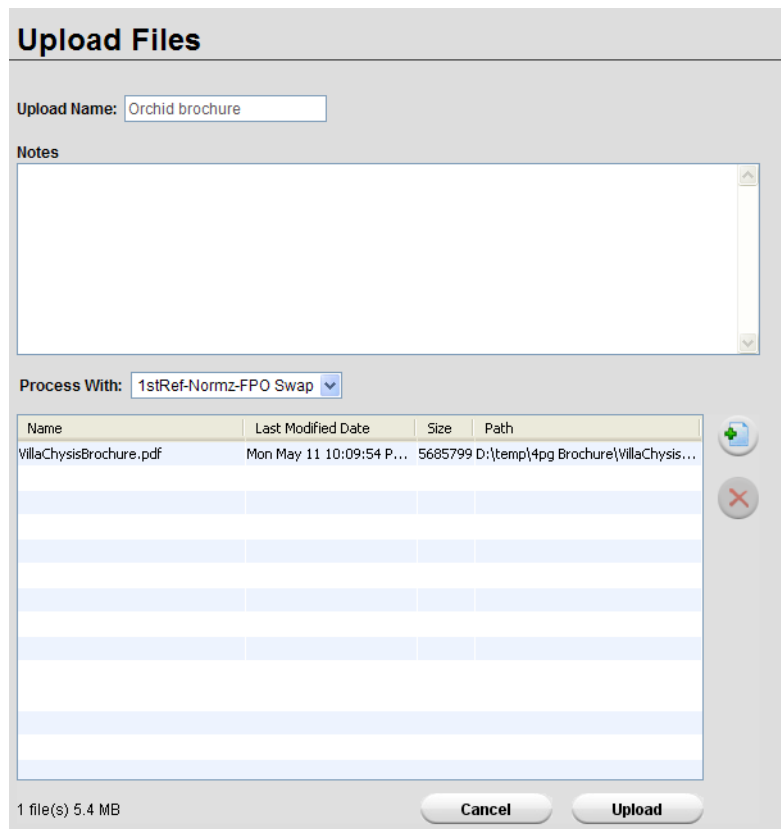 Upload Files
Upload Name: Orchid brochure
Notes
Process With: 1stRef-Normz-FPO Swap
Name Last Modified Date Size Path
VillaChysisBrochure.pdf Mon May 11 10:09:54 P... 5685799 D:\temp\4pg Brochure\VillaChysis...
1 file(s) 5.4 MB Cancel Upload